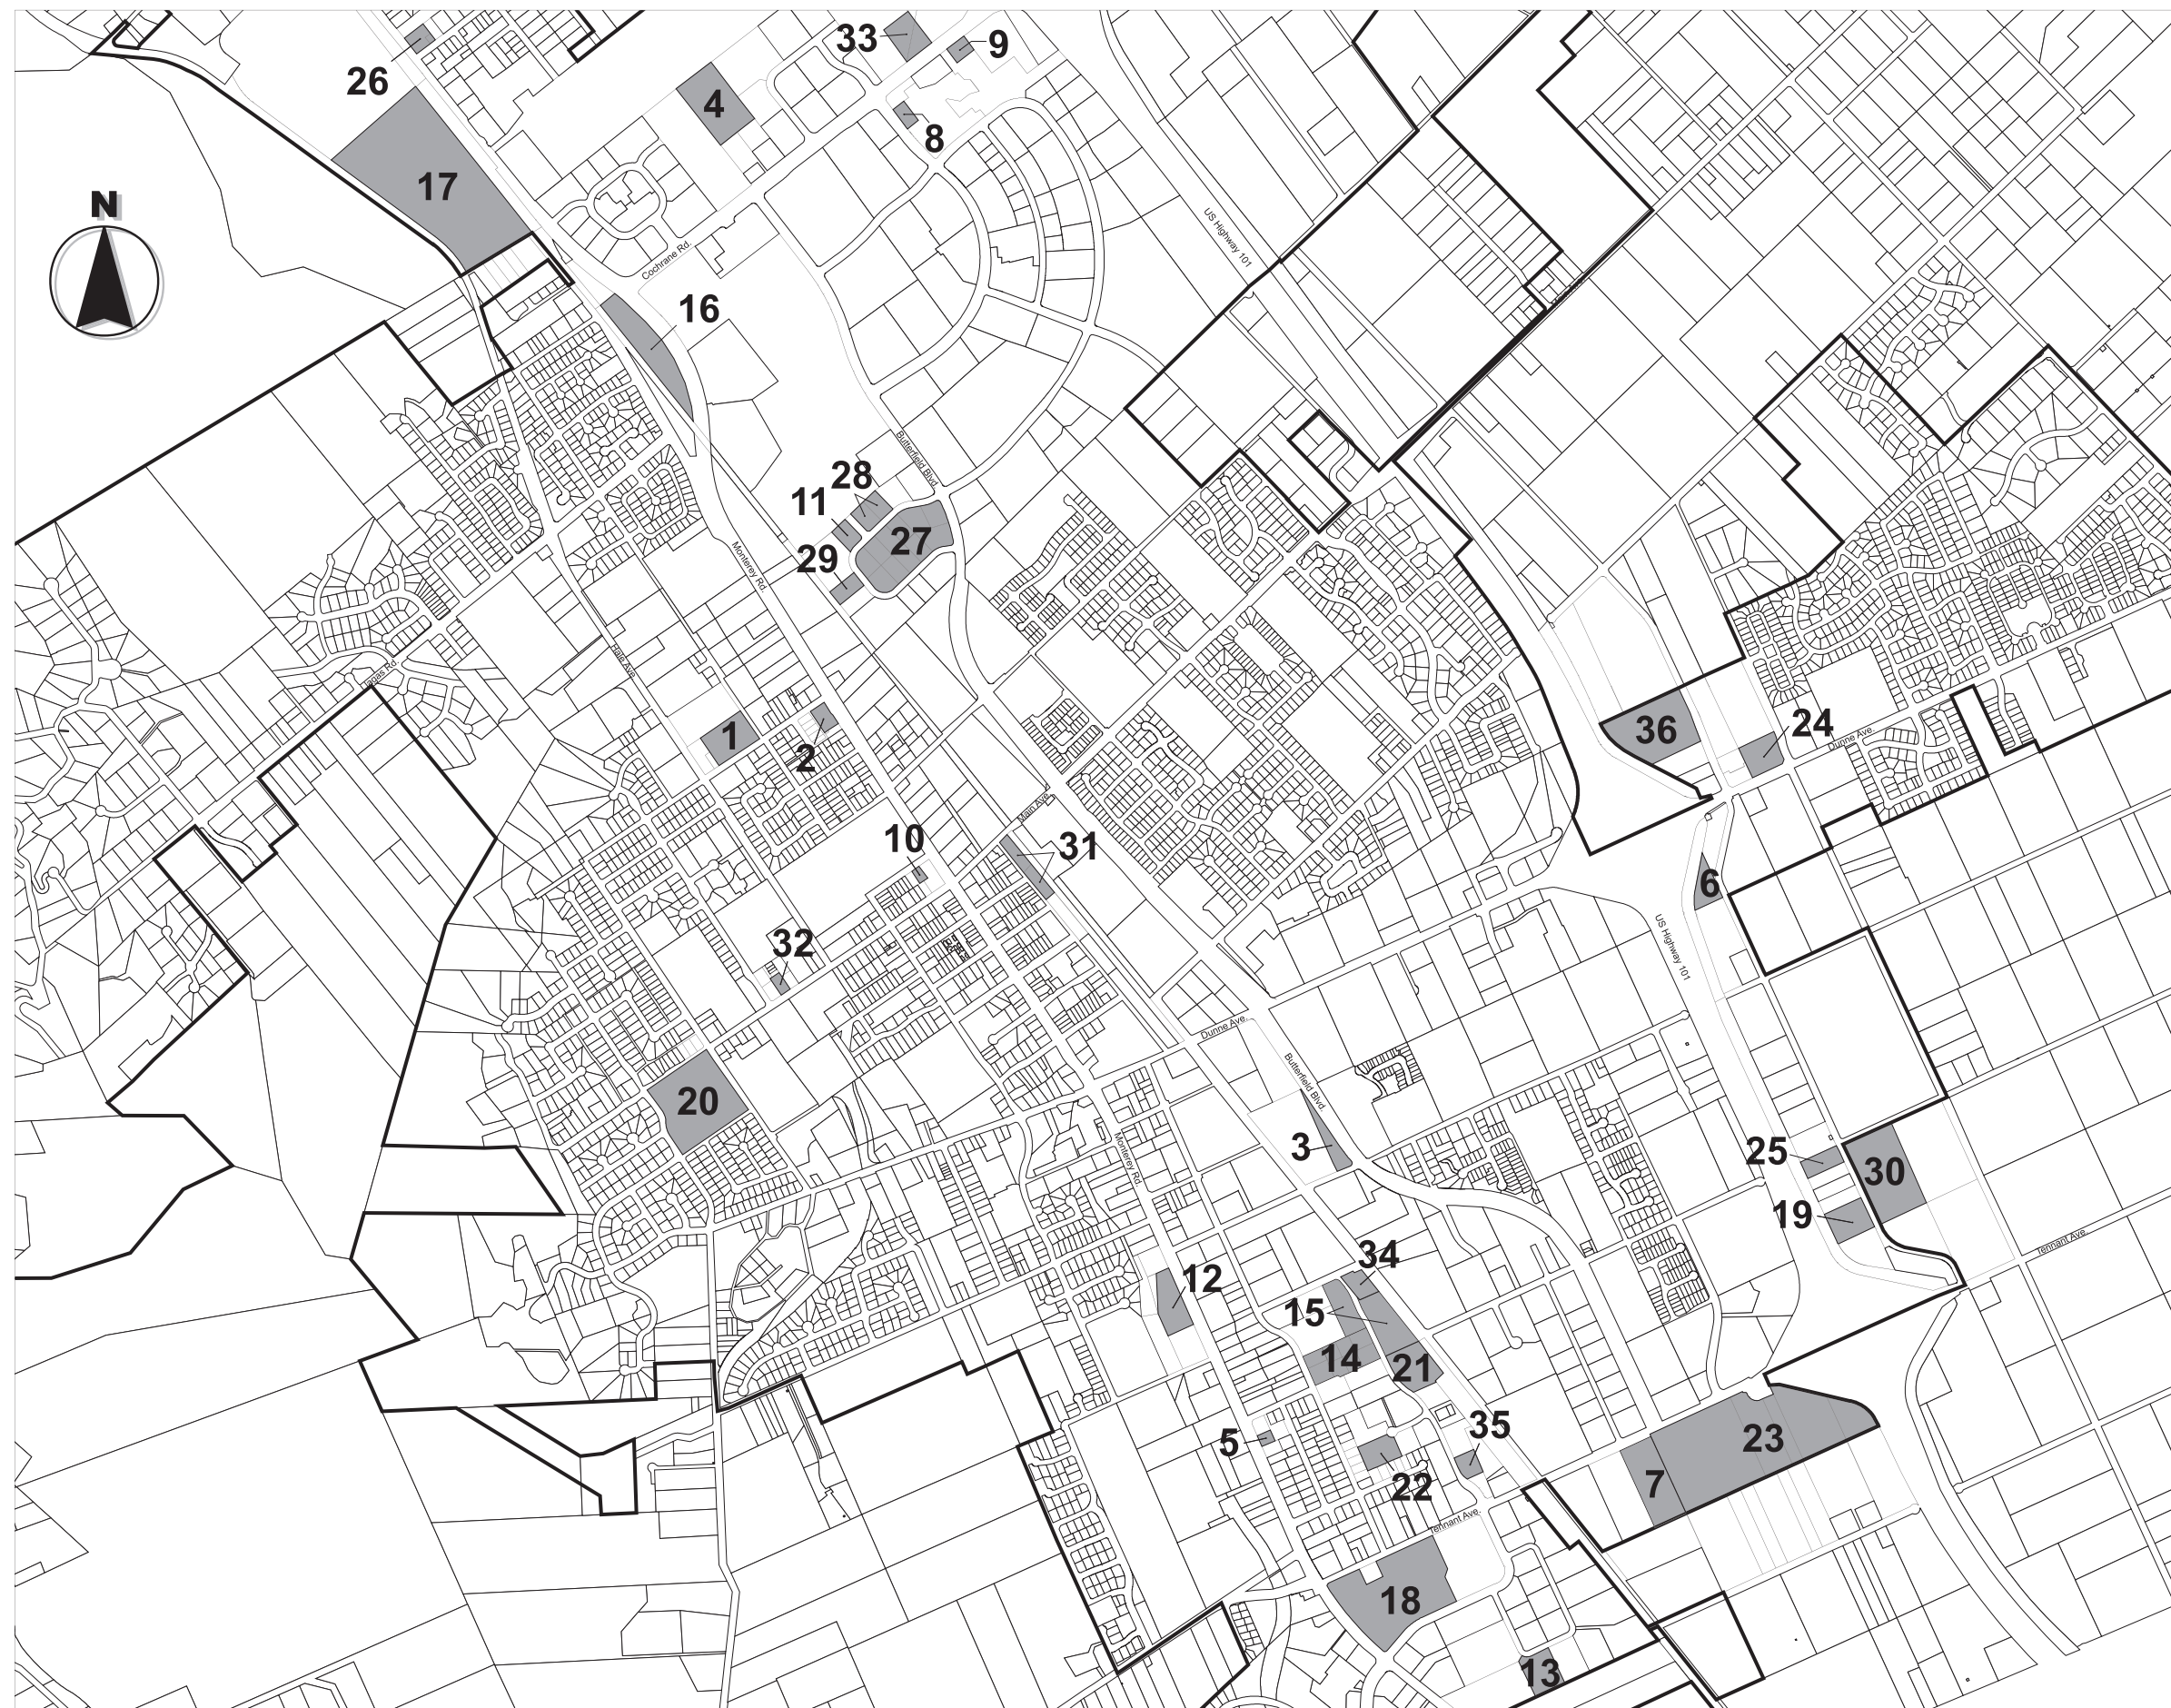 33
9
26
4
8
17
N
US Highway 101
Cochrane Rd.
16
Butterfield Blvd.
28
11
27
29
Monterey Rd.
Hale Ave.
Llagas Rd.
1
2
36
24
Dunne Ave.
Main Ave.
10
31
6
32
US Highway 101
Dunne Ave.
Butterfield Blvd.
20
3
Monterey Rd.
25
30
19
Tennant Ave.
12
34
15
14
21
5
35
23
22
7
Tennant Ave.
18
13